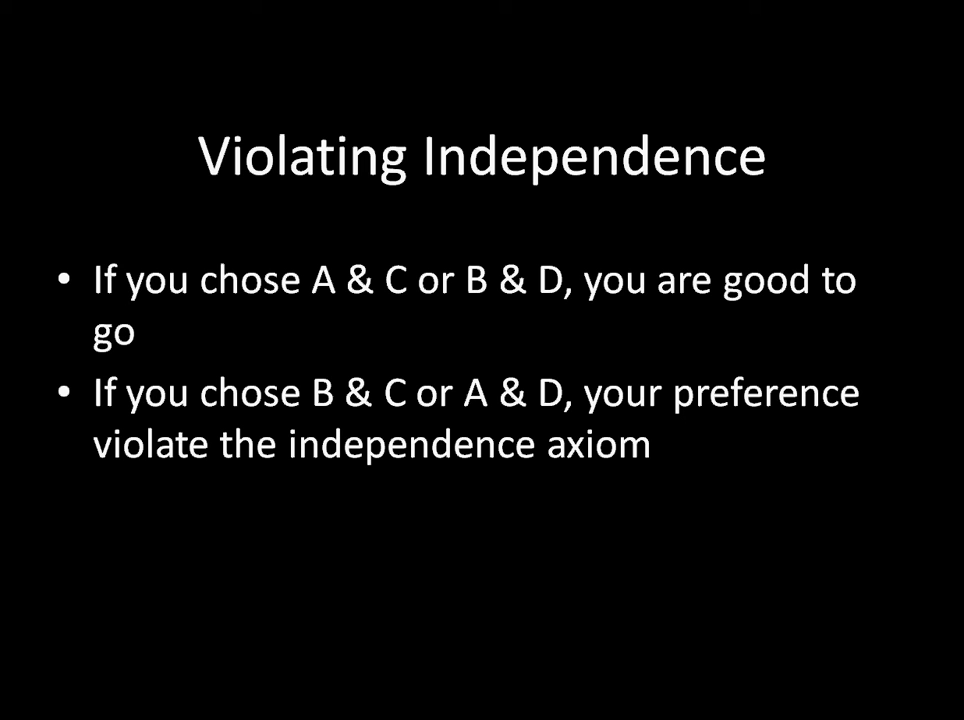 Violating Independence
• If you chose A & C or B & D, you are good to
go
• If you chose B & C or A & D, your preference
violate the independence axiom